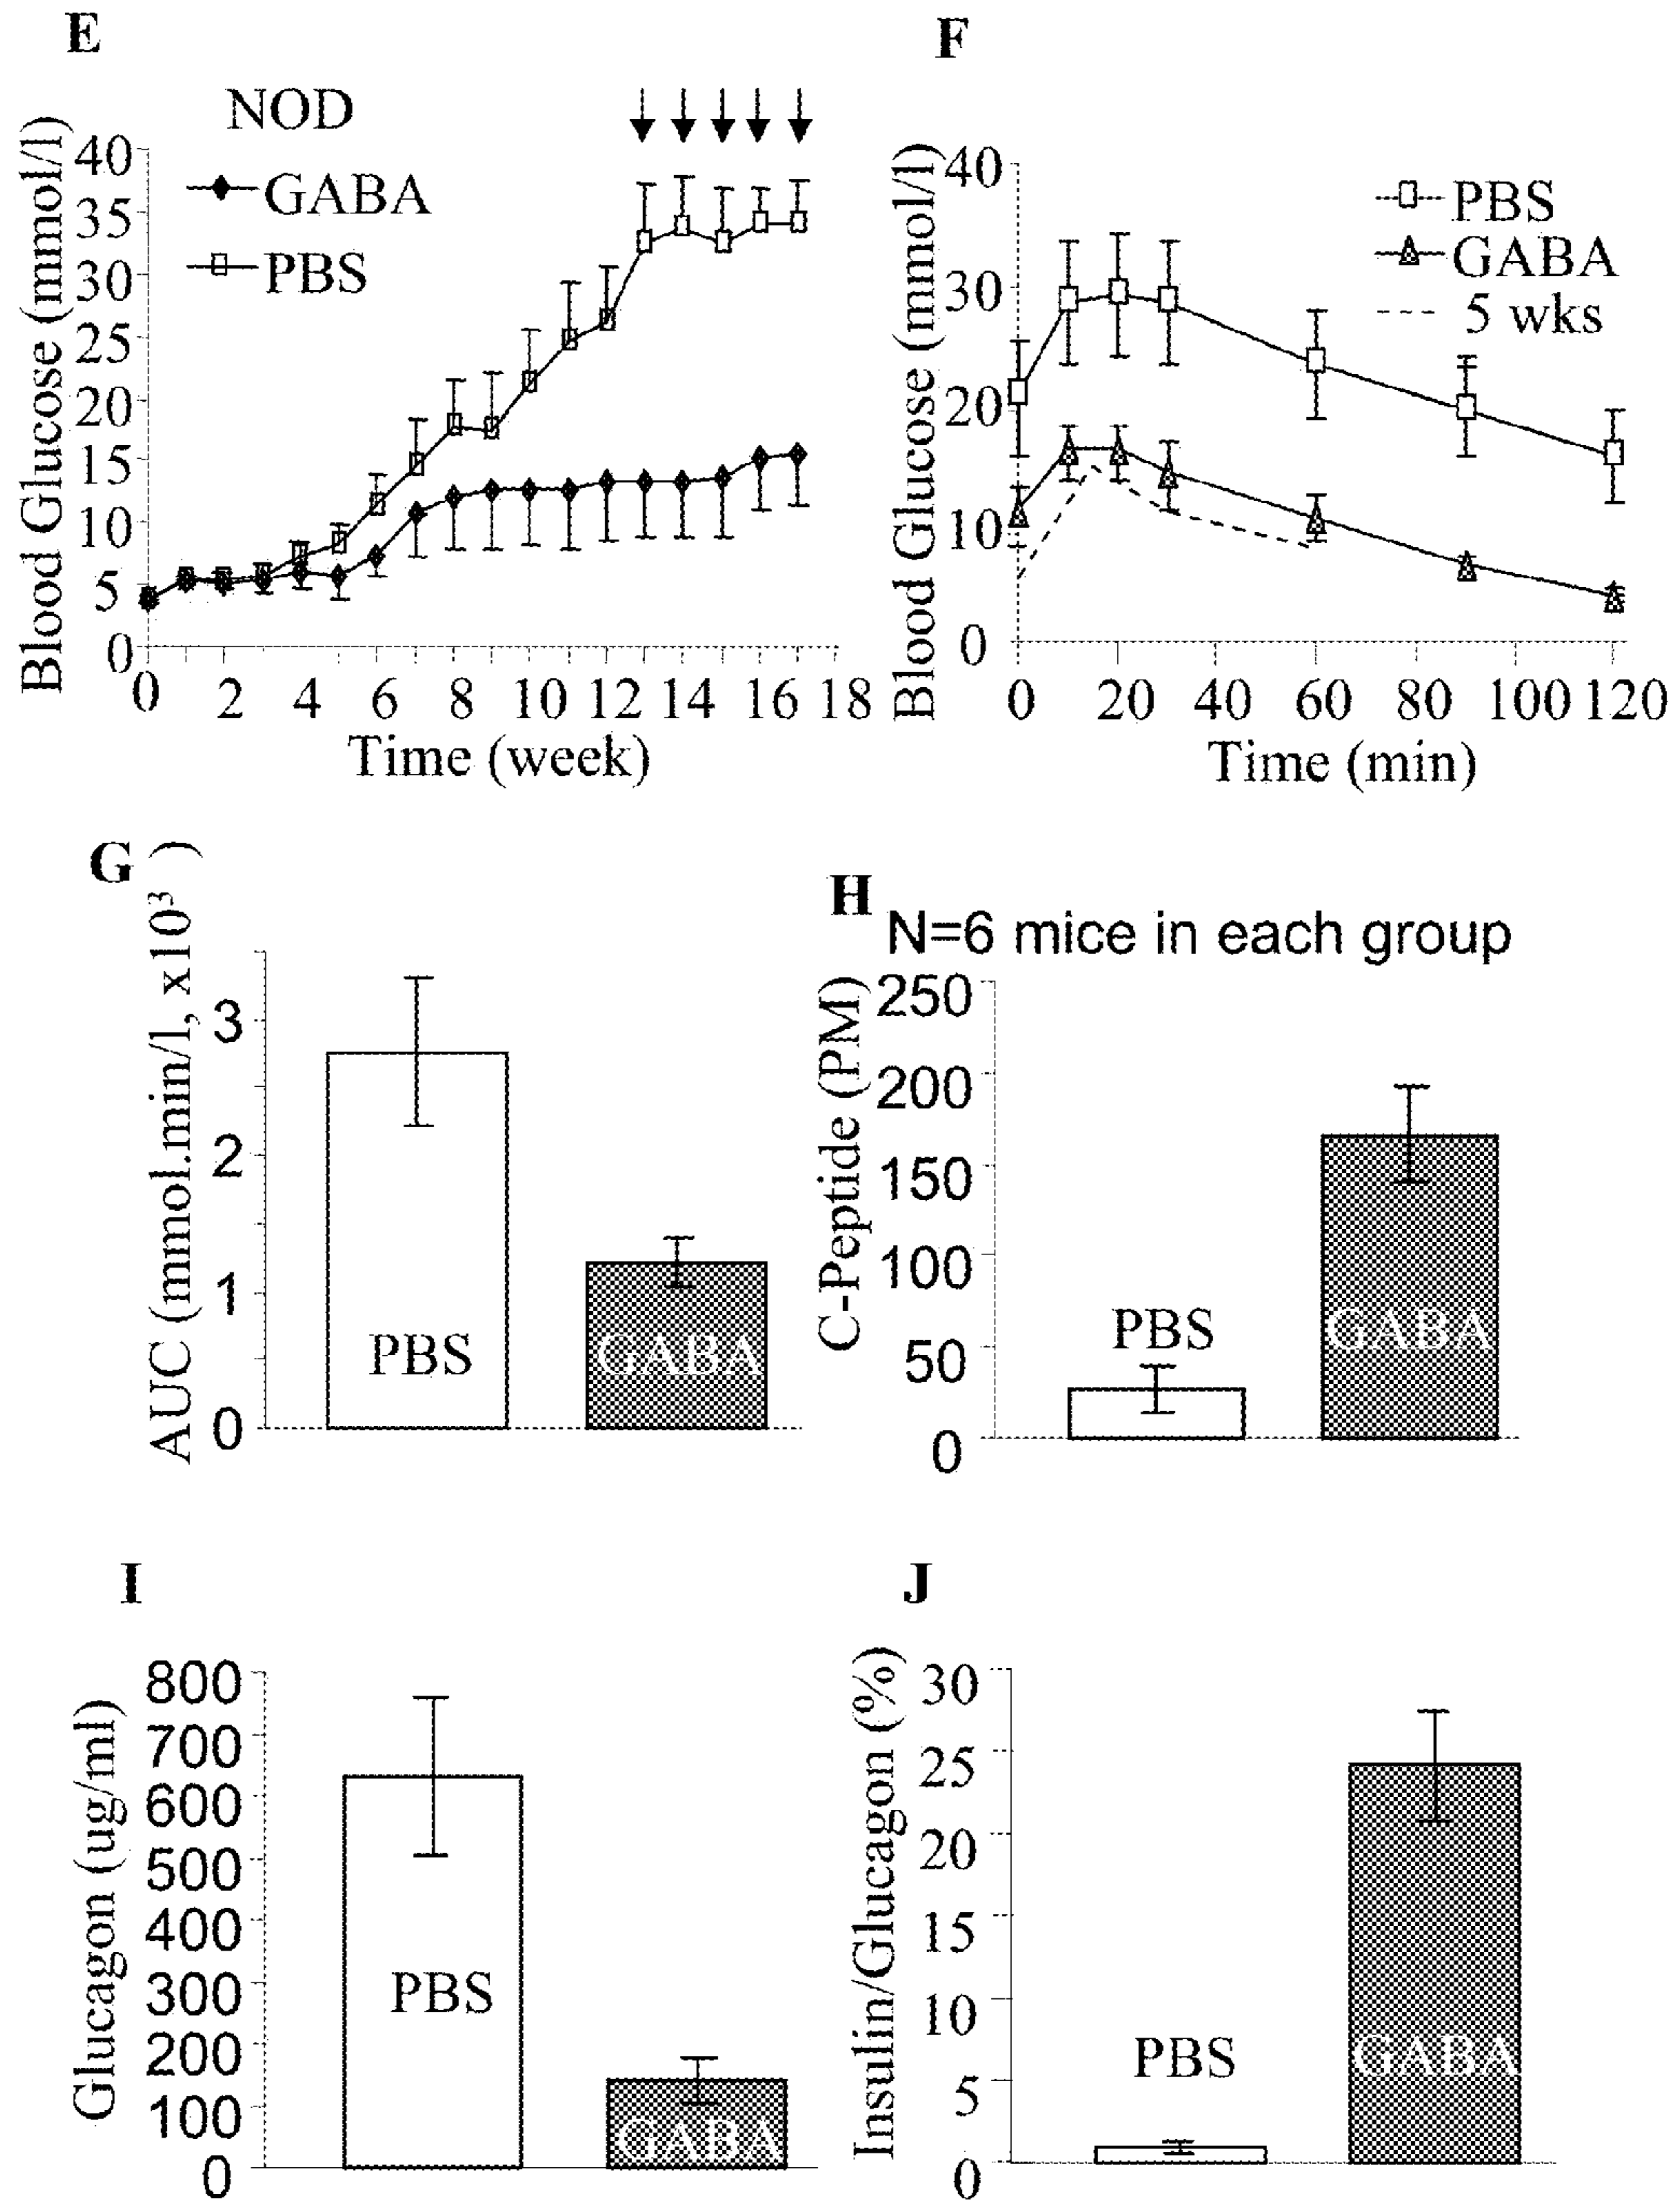 E
NOD
GABA
PBS
Blood Glucose (mmol/l)
40
35
30
25
20
15
10
5
0
0 2 4 6 8 10 12 14 16 18
Time (week)
F
PBS
GABA
5 wks
Blood Glucose (mmol/l)
40
30
20
10
0
0 20 40 60 80 100 120
Time (min)
G
AUC (mmol.min/l, x10³ )
3
2
1
0
PBS
GABA
H
N=6 mice in each group
C-Peptide (PM)
250
200
150
100
50
0
PBS
GABA
I
Glucagon (ug/ml)
800
700
600
500
400
300
200
100
0
PBS
GABA
J
Insulin/Glucagon (%)
30
25
20
15
10
5
0
PBS
GABA